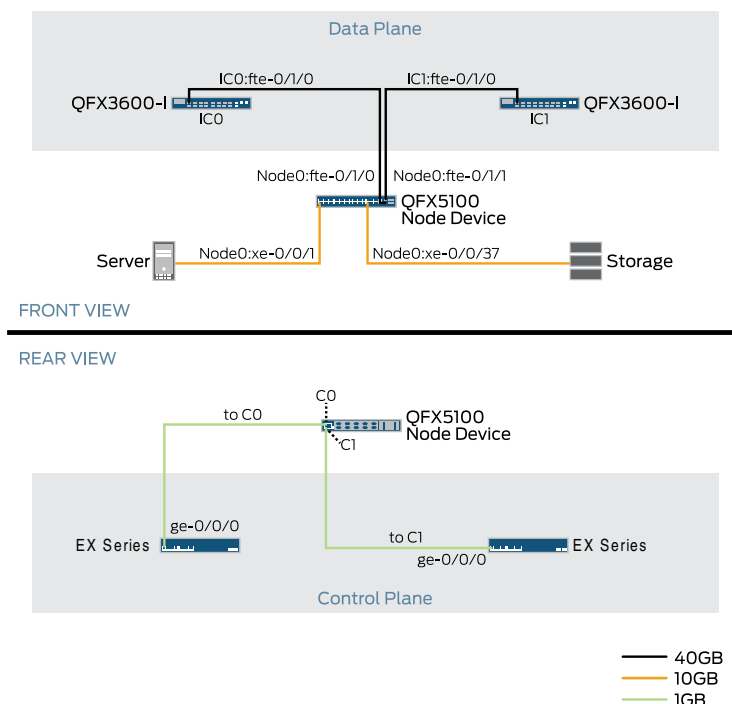 Data Plane
IC0:fte-0/1/0
IC1:fte-0/1/0
QFX3600-I
QFX3600-I
IC0
IC1
Node0:fte-0/1/0
Node0:fte-0/1/1
QFX5100
Node Device
Server
Node0:xe-0/0/1
Node0:xe-0/0/37
Storage
FRONT VIEW
REAR VIEW
C0
to C0
QFX5100
Node Device
C1
ge-0/0/0
EX Series
to C1
EX Series
ge-0/0/0
Control Plane
40GB
10GB
1GB